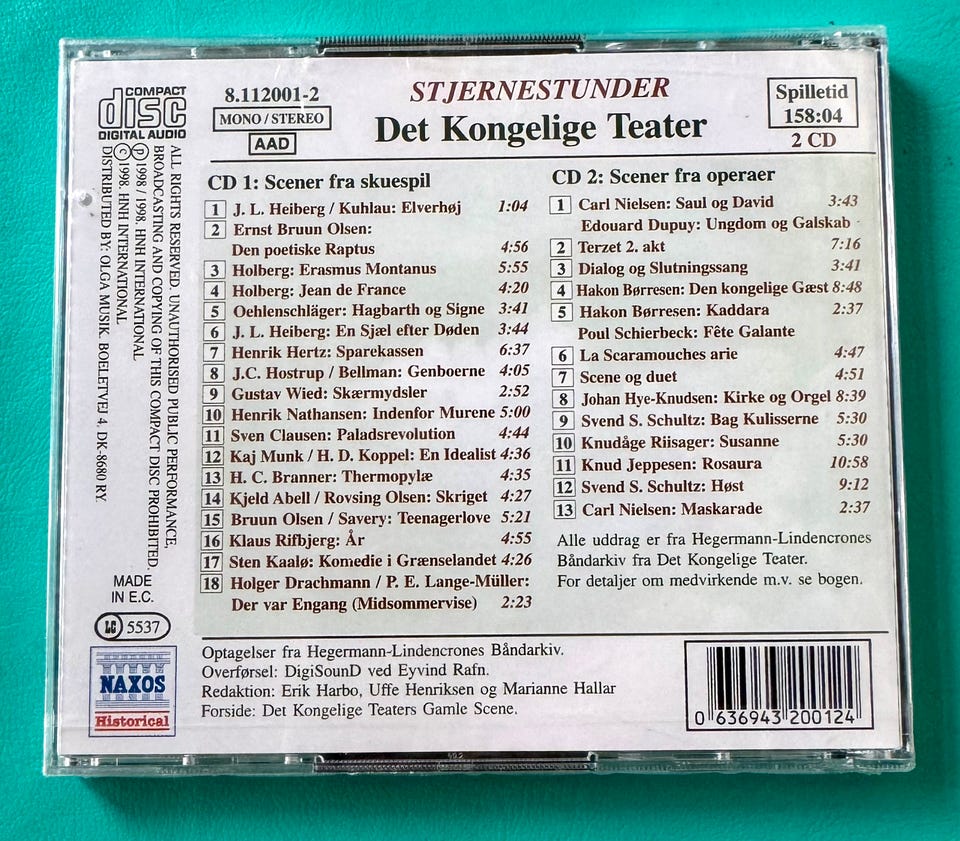 COMPACT
disc
DIGITAL AUDIO
8.112001-2
MONO / STEREO
AAD
STJERNESTUNDER
Det Kongelige Teater
Spilletid
158:04
2 CD
ALL RIGHTS RESERVED. UNAUTHORISED PUBLIC PERFORMANCE.
BROADCASTING AND COPYING OF THIS COMPACT DISC PROHIBITED.
Ⓟ 1998 / 1998. HNH INTERNATIONAL
Ⓒ 1998. HNH INTERNATIONAL
DISTRIBUTED BY: OLGA MUSIK. BOELETVEJ 4. DK-8680 RY.
MADE
IN E.C.
LC 5537
NAXOS
Historical
CD 1: Scener fra skuespil
1 J. L. Heiberg / Kuhlau: Elverhøj 1:04
2 Ernst Bruun Olsen:
Den poetiske Raptus 4:56
3 Holberg: Erasmus Montanus 5:55
4 Holberg: Jean de France 4:20
5 Oehlenschläger: Hagbarth og Signe 3:41
6 J. L. Heiberg: En Sjæl efter Døden 3:44
7 Henrik Hertz: Sparekassen 6:37
8 J.C. Hostrup / Bellman: Genboerne 4:05
9 Gustav Wied: Skærmydsler 2:52
10 Henrik Nathansen: Indenfor Murene 5:00
11 Sven Clausen: Paladsrevolution 4:44
12 Kaj Munk / H. D. Koppel: En Idealist 4:36
13 H. C. Branner: Thermopylæ 4:35
14 Kjeld Abell / Rovsing Olsen: Skriget 4:27
15 Bruun Olsen / Savery: Teenagerlove 5:21
16 Klaus Rifbjerg: År 4:55
17 Sten Kaalø: Komedie i Grænselandet 4:26
18 Holger Drachmann / P. E. Lange-Müller:
Der var Engang (Midsommervise) 2:23
CD 2: Scener fra operaer
1 Carl Nielsen: Saul og David 3:43
Edouard Dupuy: Ungdom og Galskab
2 Terzet 2. akt 7:16
3 Dialog og Slutningssang 3:41
4 Hakon Børresen: Den kongelige Gæst 8:48
5 Hakon Børresen: Kaddara 2:37
Poul Schierbeck: Fête Galante
6 La Scaramouches arie 4:47
7 Scene og duet 4:51
8 Johan Hye-Knudsen: Kirke og Orgel 8:39
9 Svend S. Schultz: Bag Kulisserne 5:30
10 Knudåge Riisager: Susanne 5:30
11 Knud Jeppesen: Rosaura 10:58
12 Svend S. Schultz: Høst 9:12
13 Carl Nielsen: Maskarade 2:37
Alle uddrag er fra Hegermann-Lindencrones
Båndarkiv fra Det Kongelige Teater.
For detaljer om medvirkende m.v. se bogen.
Optagelser fra Hegermann-Lindencrones Båndarkiv.
Overførsel: DigiSounD ved Eyvind Rafn.
Redaktion: Erik Harbo, Uffe Henriksen og Marianne Hallar
Forside: Det Kongelige Teaters Gamle Scene.
0 636943 200124